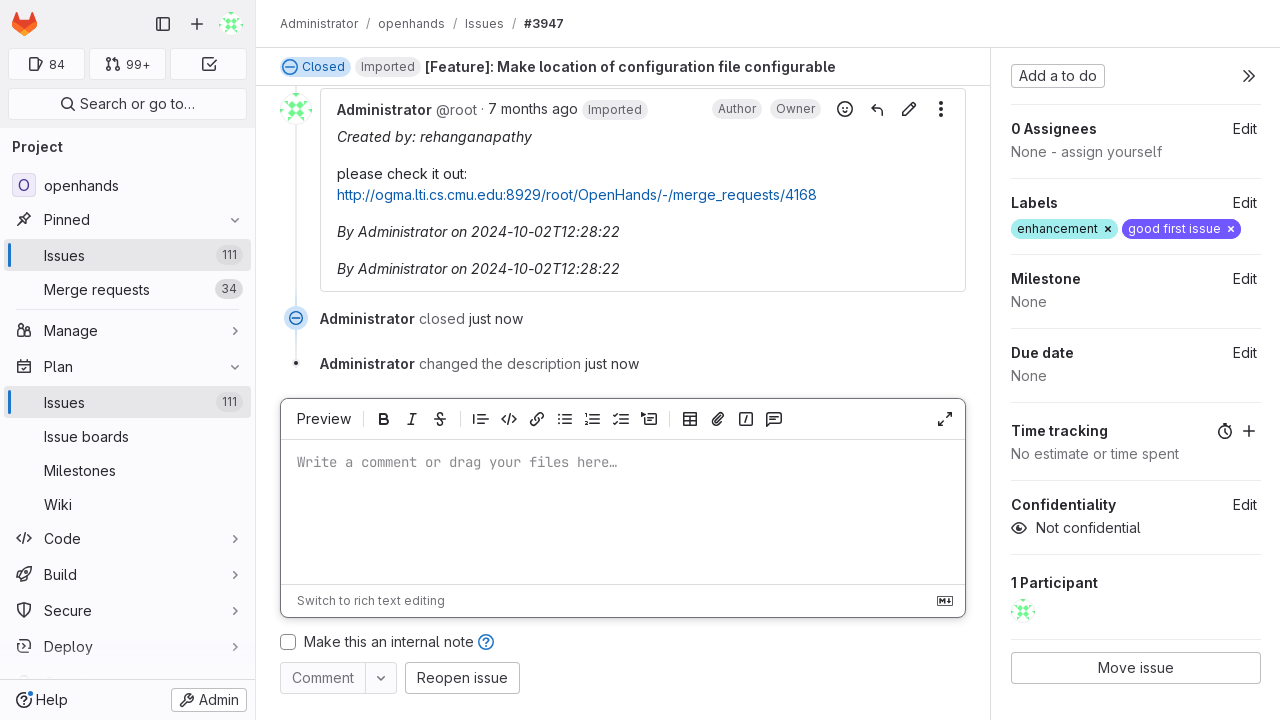 84
99+
Search or go to…
Project
O openhands
Pinned
Issues 111
Merge requests 34
Manage
Plan
Issues 111
Issue boards
Milestones
Wiki
Code
Build
Secure
Deploy
Help
Admin
Administrator / openhands / Issues / #3947
Closed Imported [Feature]: Make location of configuration file configurable
Administrator @root · 7 months ago Imported Author Owner
Created by: rehanganapathy
please check it out:
http://ogma.lti.cs.cmu.edu:8929/root/OpenHands/-/merge_requests/4168
By Administrator on 2024-10-02T12:28:22
By Administrator on 2024-10-02T12:28:22
Administrator closed just now
Administrator changed the description just now
Preview
Write a comment or drag your files here…
Switch to rich text editing
Make this an internal note
Comment
Reopen issue
Add a to do
0 Assignees Edit
None - assign yourself
Labels Edit
enhancement × good first issue ×
Milestone Edit
None
Due date Edit
None
Time tracking
No estimate or time spent
Confidentiality Edit
Not confidential
1 Participant
Move issue